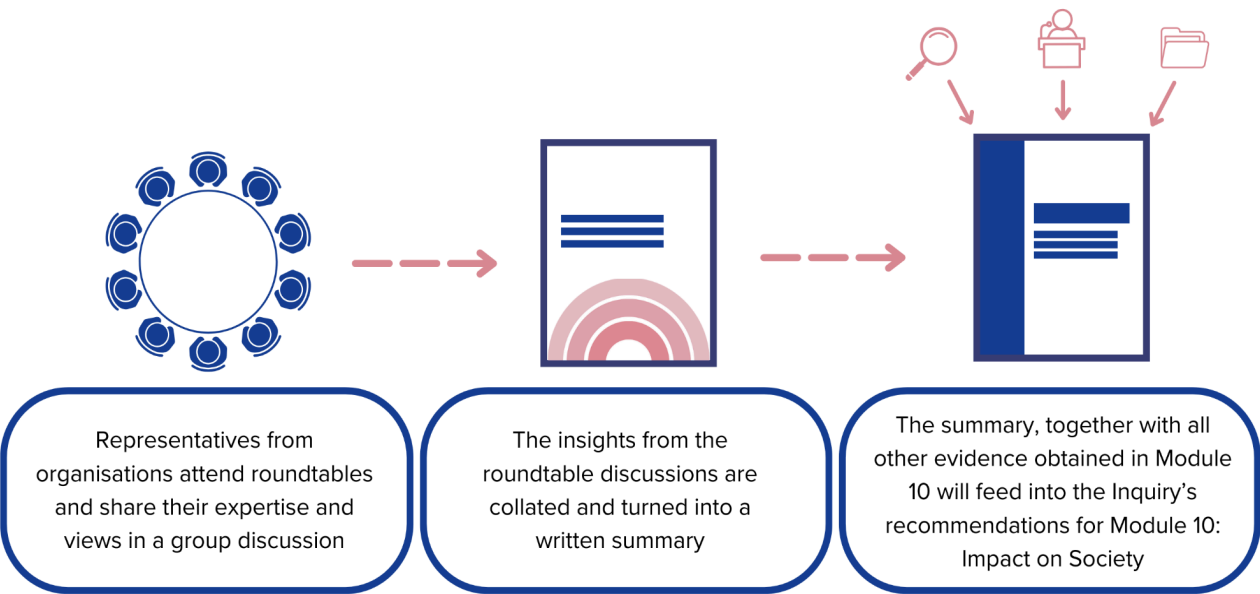 Representatives from
organisations attend roundtables
and share their expertise and
views in a group discussion
The insights from the
roundtable discussions are
collated and turned into a
written summary
The summary, together with all
other evidence obtained in Module
10 will feed into the Inquiry’s
recommendations for Module 10:
Impact on Society